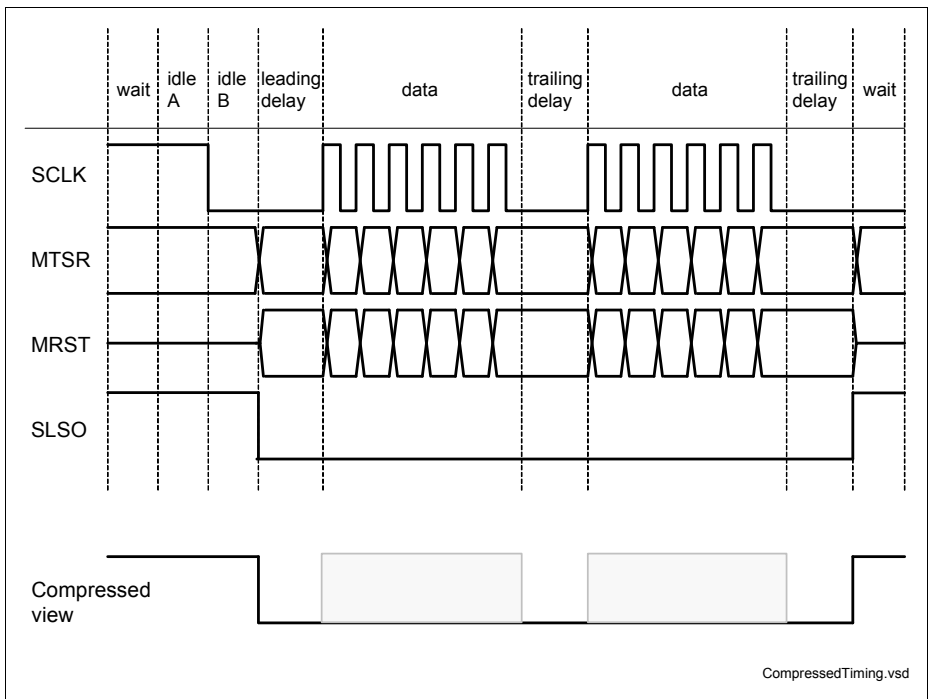 wait
idle
A
idle
B
leading
delay
data
trailing
delay
data
trailing
delay
wait
SCLK
MTSR
MRST
SLSO
Compressed
view
CompressedTiming.vsd